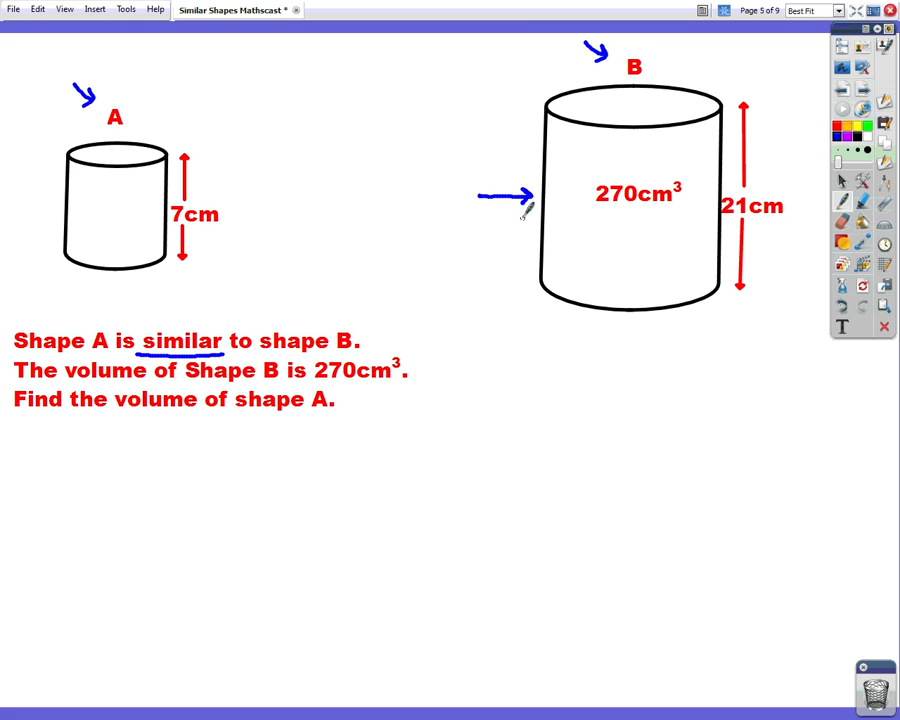 File Edit View Insert Tools Help Similar Shapes Mathscast * Page 5 of 9 Best Fit
B
A
270cm³
7cm
21cm
T
Shape A is similar to shape B.
The volume of Shape B is 270cm³.
Find the volume of shape A.